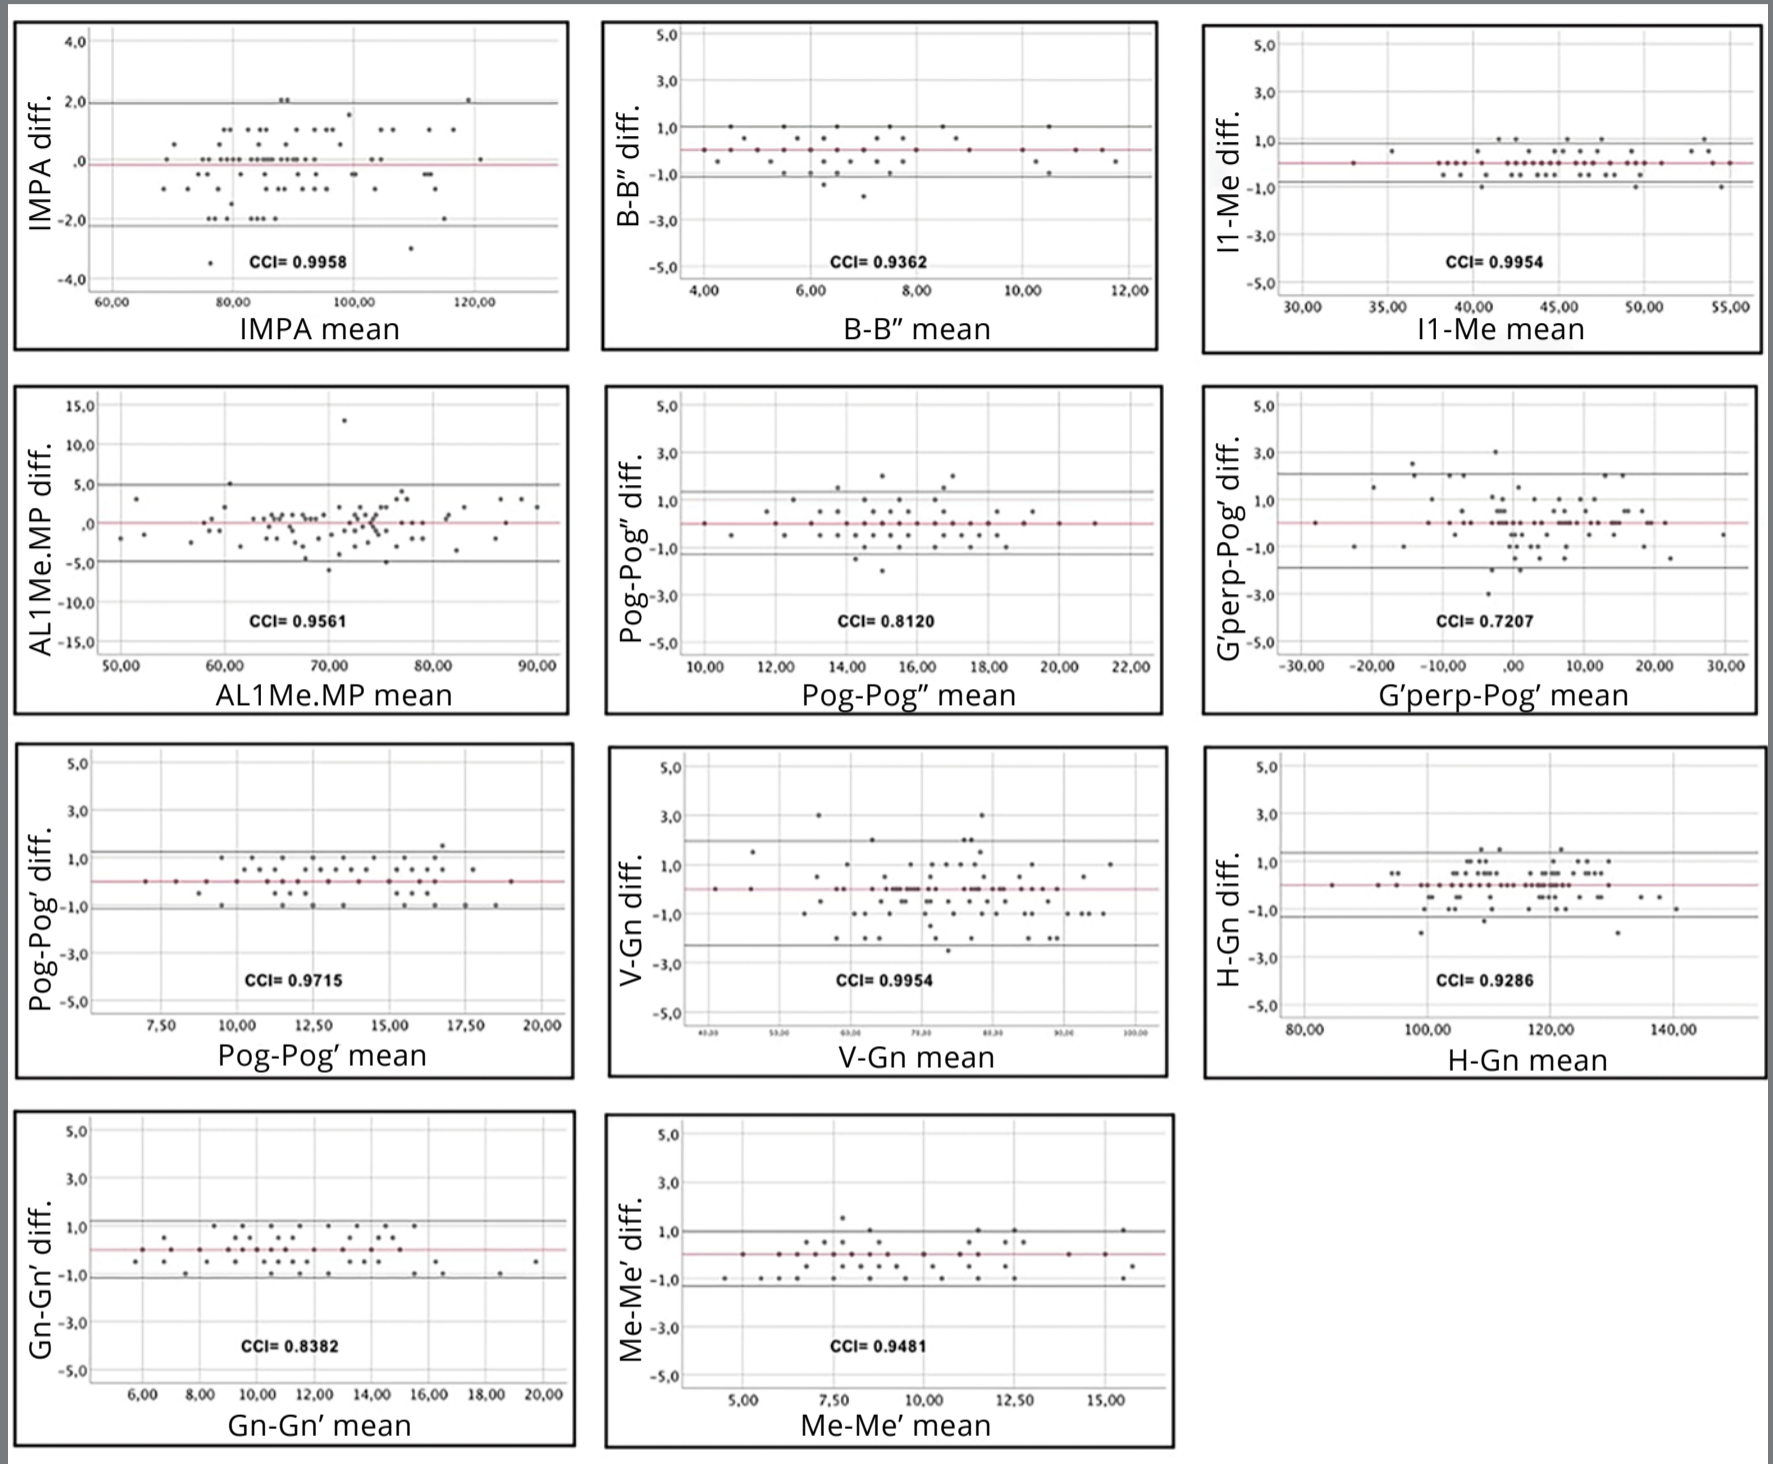 IMPA diff.
4,0
2,0
,0
-2,0
-4,0
CCI= 0.9958
60,00 80,00 100,00 120,00
IMPA mean
B-B” diff.
5,0
3,0
1,0
-1,0
-3,0
-5,0
CCI= 0.9362
4,00 6,00 8,00 10,00 12,00
B-B” mean
I1-Me diff.
5,0
3,0
1,0
-1,0
-3,0
-5,0
CCI= 0.9954
30,00 35,00 40,00 45,00 50,00 55,00
I1-Me mean
AL1Me.MP diff.
15,0
10,0
5,0
,0
-5,0
-10,0
-15,0
CCI= 0.9561
50,00 60,00 70,00 80,00 90,00
AL1Me.MP mean
Pog-Pog” diff.
5,0
3,0
1,0
-1,0
-3,0
-5,0
CCI= 0.8120
10,00 12,00 14,00 16,00 18,00 20,00 22,00
Pog-Pog” mean
G’perp-Pog’ diff.
5,0
3,0
1,0
-1,0
-3,0
-5,0
CCI= 0.7207
-30,00 -20,00 -10,00 ,00 10,00 20,00 30,00
G’perp-Pog’ mean
Pog-Pog’ diff.
5,0
3,0
1,0
-1,0
-3,0
-5,0
CCI= 0.9715
7,50 10,00 12,50 15,00 17,50 20,00
Pog-Pog’ mean
V-Gn diff.
5,0
3,0
1,0
-1,0
-3,0
-5,0
CCI= 0.9954
40,00 50,00 60,00 70,00 80,00 90,00 100,00
V-Gn mean
H-Gn diff.
5,0
3,0
1,0
-1,0
-3,0
-5,0
CCI= 0.9286
80,00 100,00 120,00 140,00
H-Gn mean
Gn-Gn’ diff.
5,0
3,0
1,0
-1,0
-3,0
-5,0
CCI= 0.8382
6,00 8,00 10,00 12,00 14,00 16,00 18,00 20,00
Gn-Gn’ mean
Me-Me’ diff.
5,0
3,0
1,0
-1,0
-3,0
-5,0
CCI= 0.9481
5,00 7,50 10,00 12,50 15,00
Me-Me’ mean